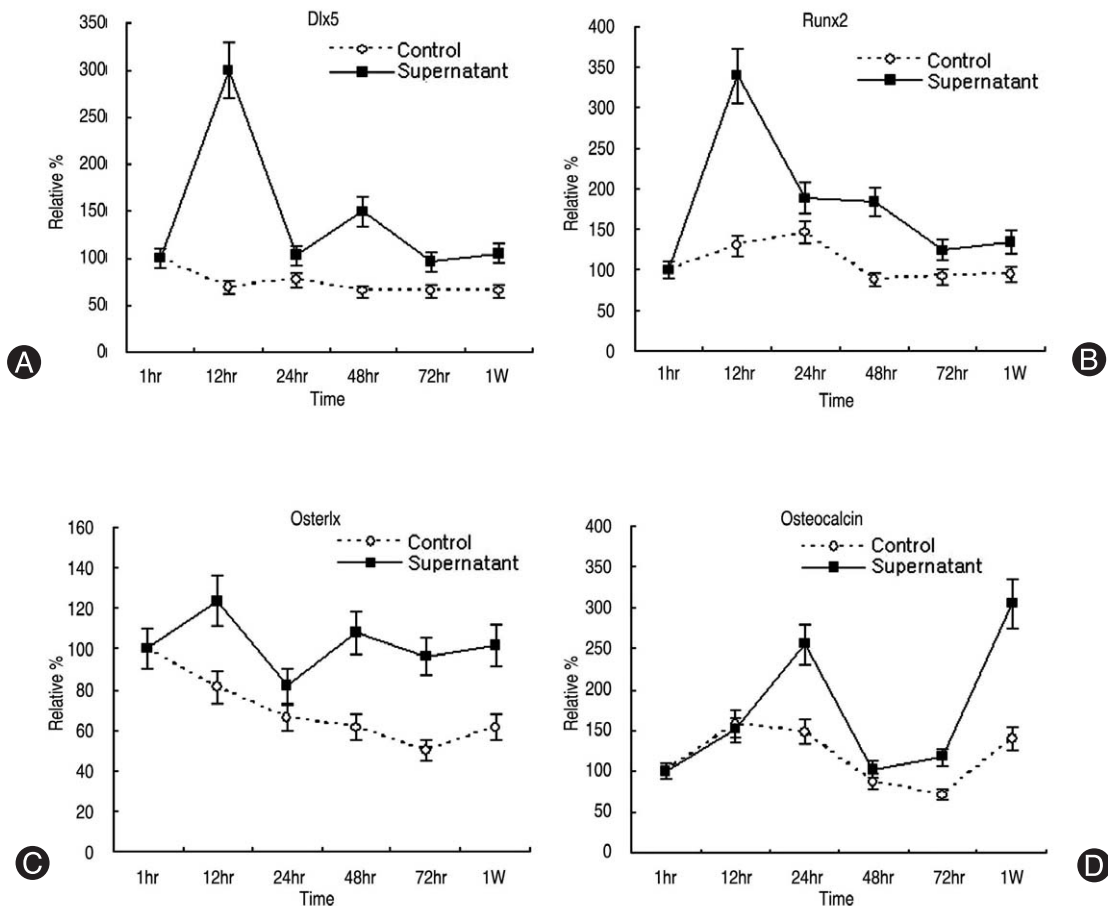 Dlx5
350
300
250
200
150
100
50
0
Relative %
Control
Supernatant
1hr 12hr 24hr 48hr 72hr 1W
Time
A
Runx2
400
350
300
250
200
150
100
50
0
Relative %
Control
Supernatant
1hr 12hr 24hr 48hr 72hr 1W
Time
B
Osterlx
160
140
120
100
80
60
40
20
0
Relative %
Control
Supernatant
1hr 12hr 24hr 48hr 72hr 1W
Time
C
Osteocalcin
400
350
300
250
200
150
100
50
0
Relative %
Control
Supernatant
1hr 12hr 24hr 48hr 72hr 1W
Time
D